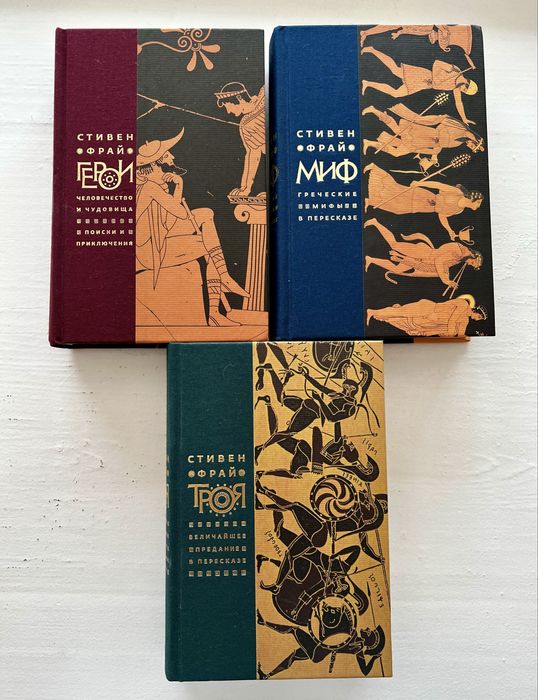 СТИВЕН
ФРАЙ
ГЕРОИ
ЧЕЛОВЕЧЕСТВО
И ЧУДОВИЩА
ПОИСКИ И
ПРИКЛЮЧЕНИЯ
СТИВЕН
ФРАЙ
МИФ
ГРЕЧЕСКИЕ
МИФЫ
В ПЕРЕСКАЗЕ
СТИВЕН
ФРАЙ
ТРОЯ
ВЕЛИЧАЙШЕЕ
ПРЕДАНИЕ
В ПЕРЕСКАЗЕ